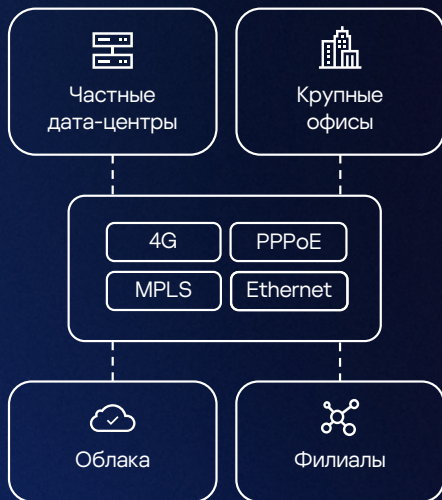 Частные
дата-центры
Крупные
офисы
4G
PPPoE
MPLS
Ethernet
Облака
Филиалы